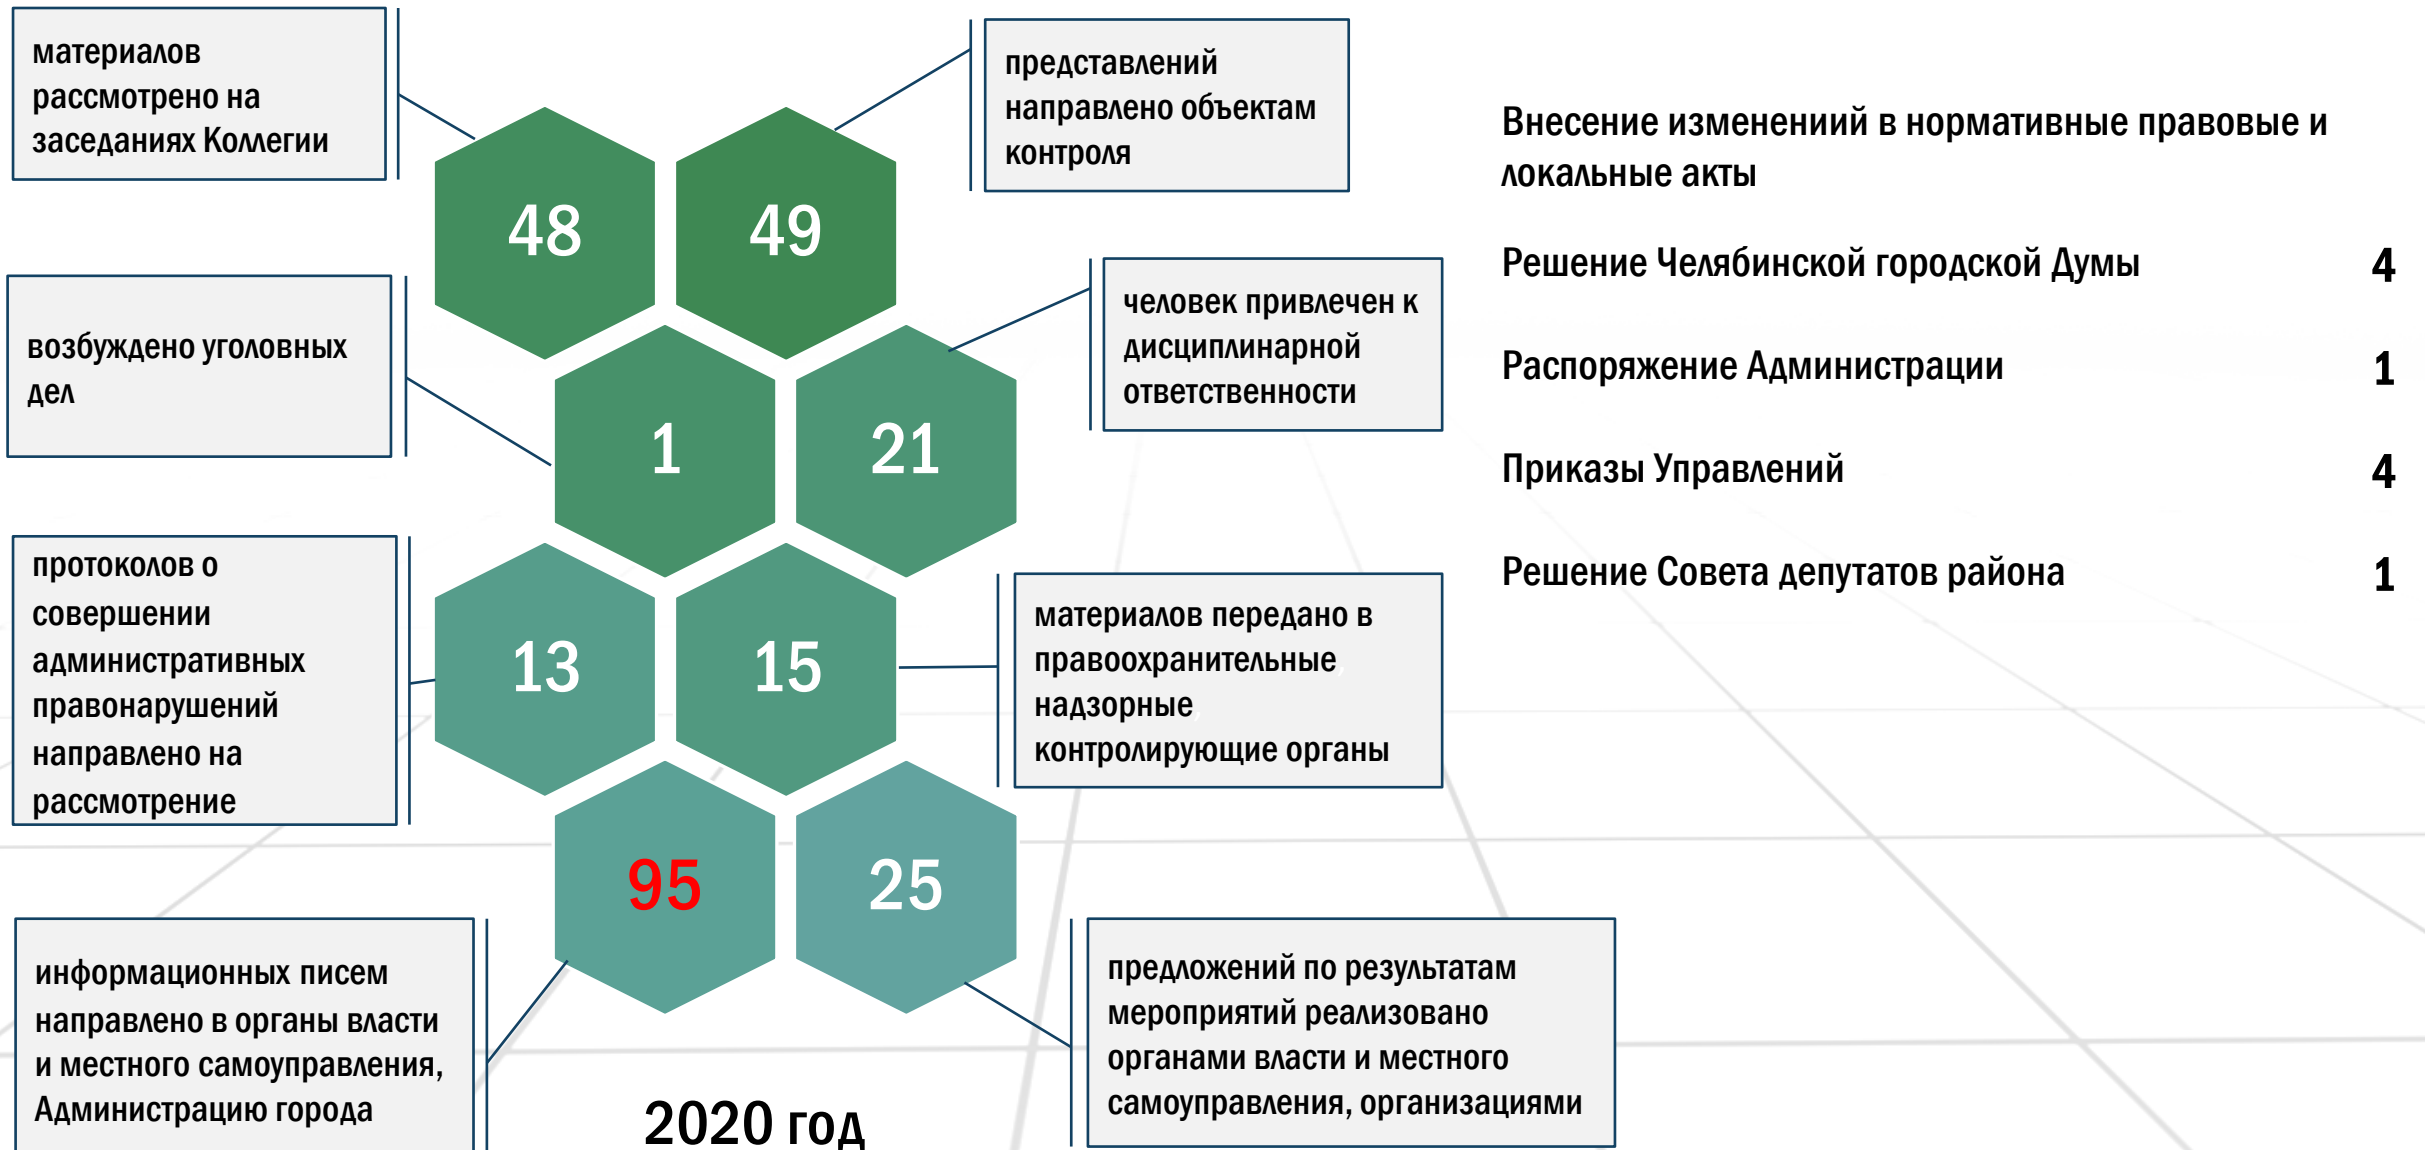 материалов
рассмотрено на
заседаниях Коллегии
48
49
представлений
направлено объектам
контроля
возбуждено уголовных
дел
1
21
человек привлечен к
дисциплинарной
ответственности
протоколов о
совершении
административных
правонарушений
направлено на
рассмотрение
13
15
материалов передано в
правоохранительные
надзорные,
контролирующие органы
95
25
информационных писем
направлено в органы власти
и местного самоуправления,
Администрацию города
предложений по результатам
мероприятий реализовано
органами власти и местного
самоуправления, организациями
2020 год
Внесение изменениий в нормативные правовые и
локальные акты
Решение Челябинской городской Думы 4
Распоряжение Администрации 1
Приказы Управлений 4
Решение Совета депутатов района 1